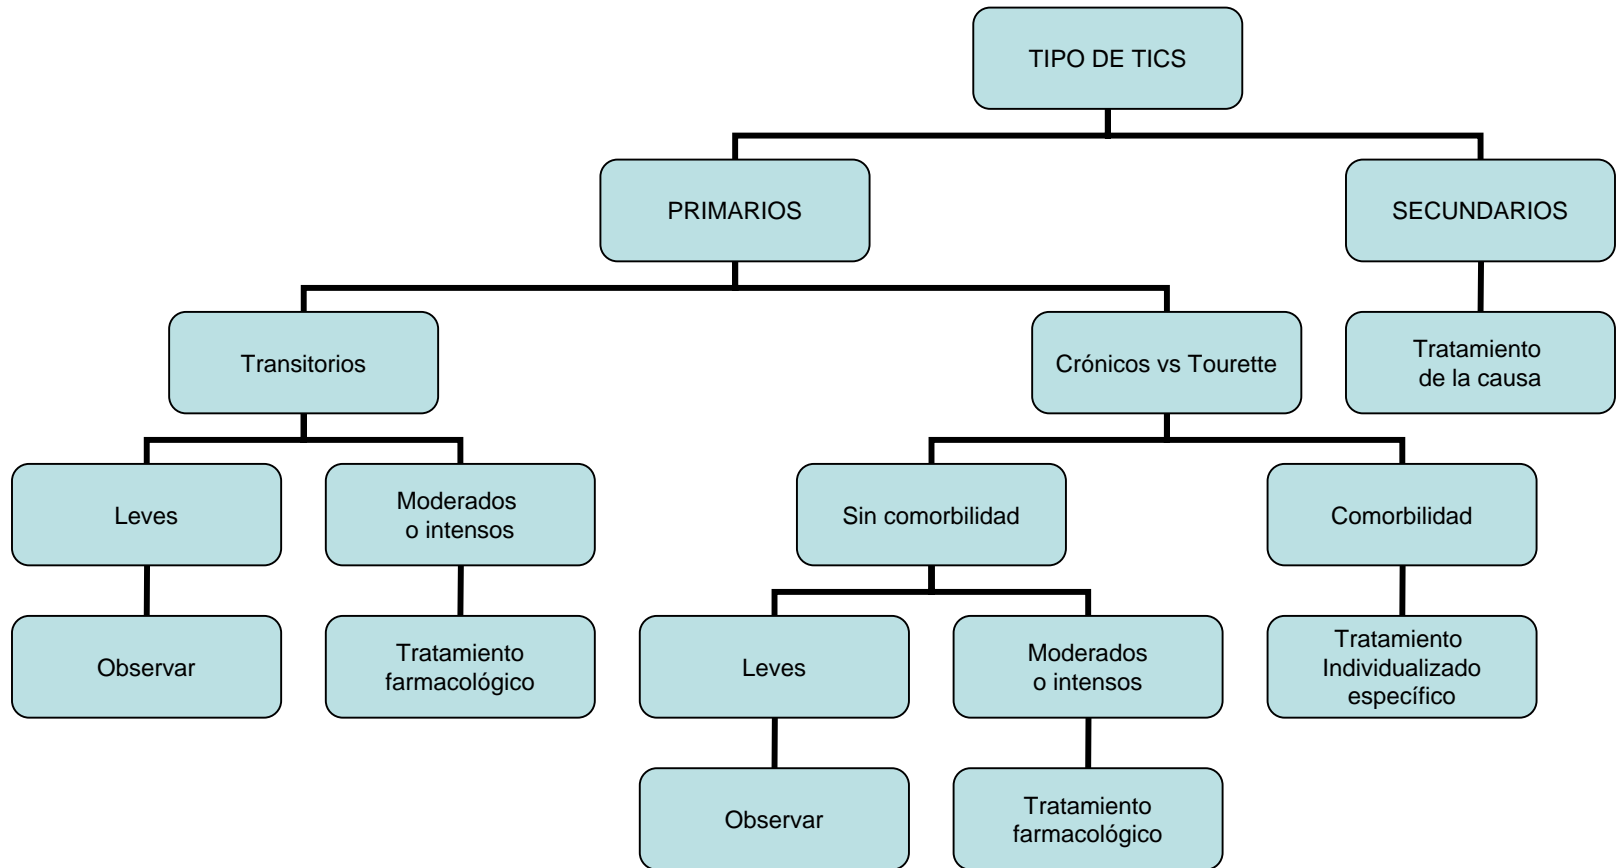 TIPO DE TICS
PRIMARIOS
SECUNDARIOS
Transitorios
Crónicos vs Tourette
Tratamiento
de la causa
Leves
Moderados
o intensos
Sin comorbilidad
Comorbilidad
Observar
Tratamiento
farmacológico
Leves
Moderados
o intensos
Tratamiento
Individualizado
específico
Observar
Tratamiento
farmacológico